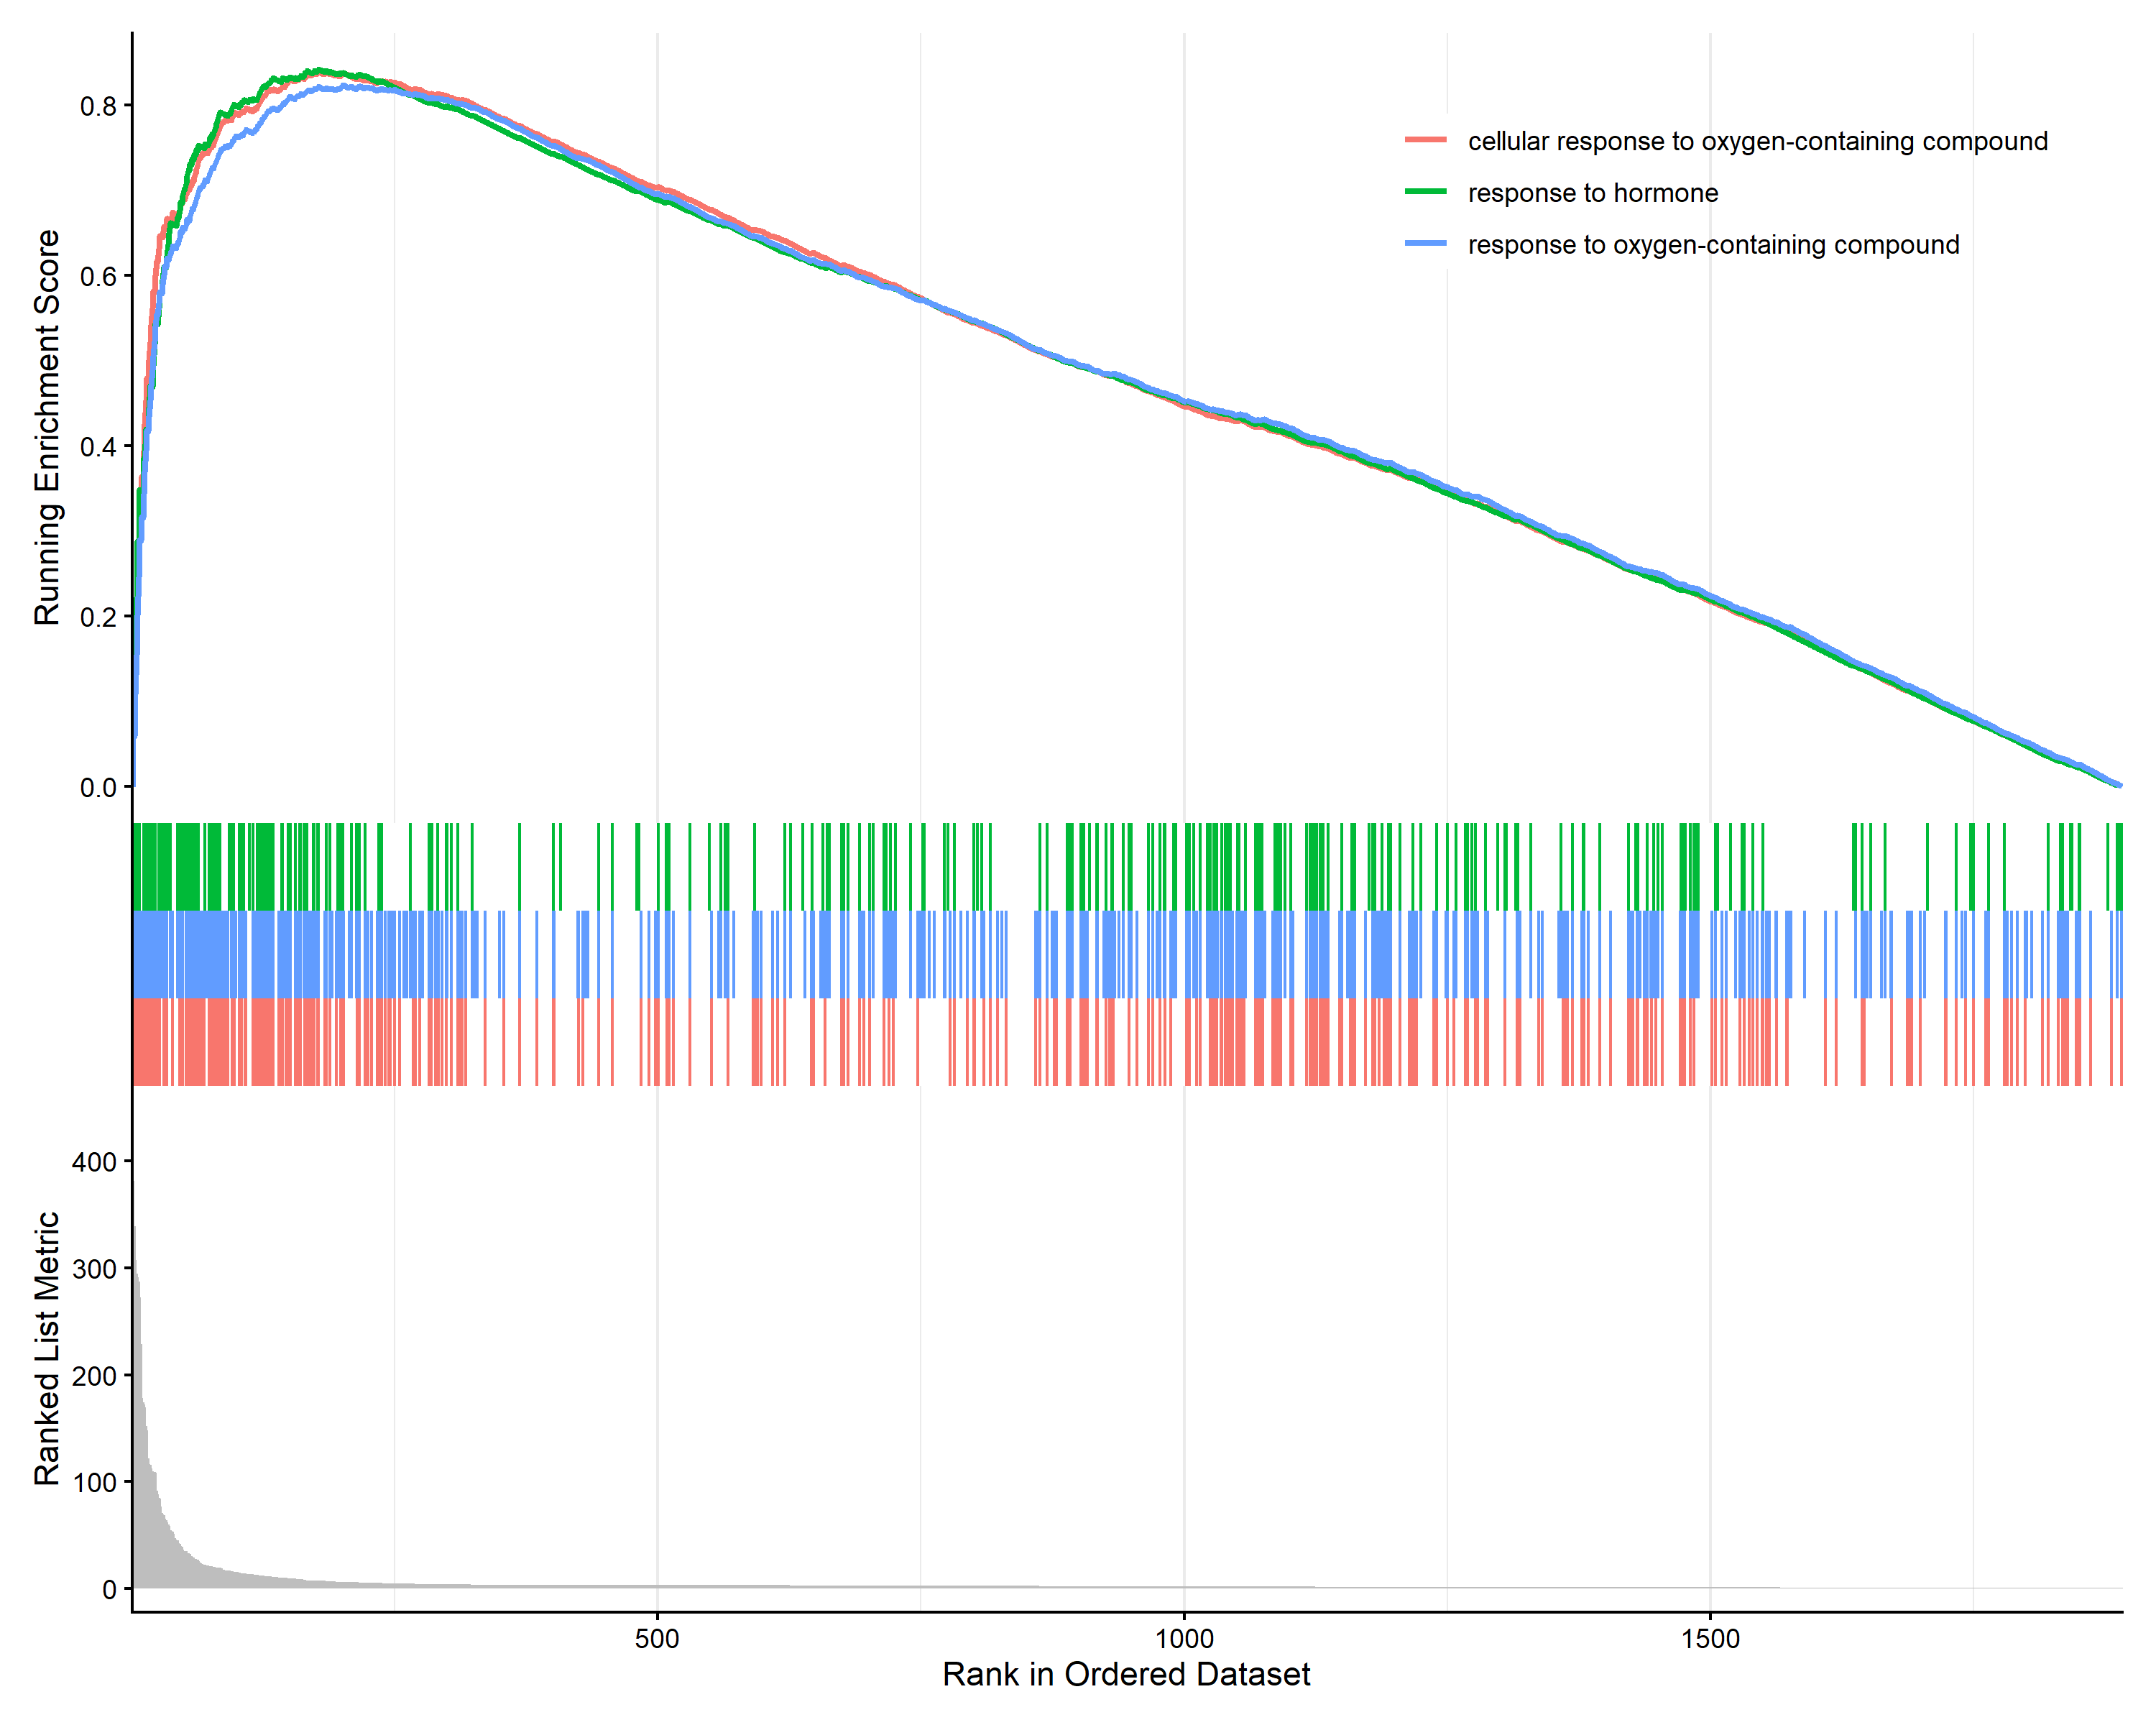 Running Enrichment Score
0.8
0.6
0.4
0.2
0.0
cellular response to oxygen-containing compound
response to hormone
response to oxygen-containing compound
Ranked List Metric
400
300
200
100
0
500 1000 1500
Rank in Ordered Dataset